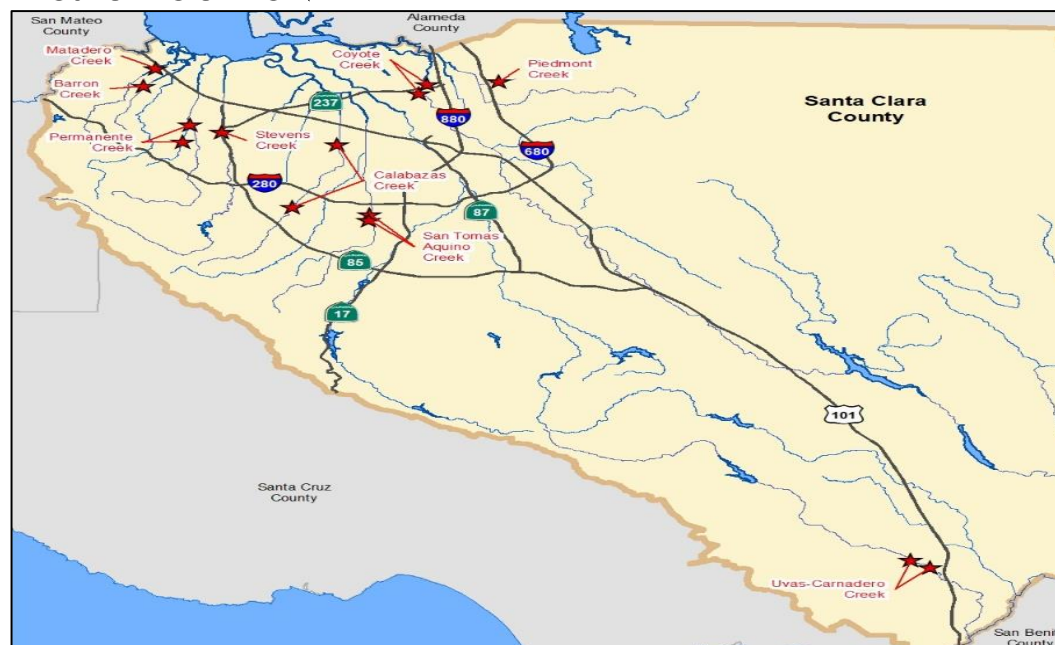 San Mateo
County
Alameda
County
Matadero
Creek
Coyote
Creek
Piedmont
Creek
Barron
Creek
237
Santa Clara
County
880
Permanente
Creek
Stevens
Creek
680
Calabazas
Creek
280
87
San Tomas
Aquino
Creek
85
17
101
Santa Cruz
County
Uvas-Carnadero
Creek
San Beni
County